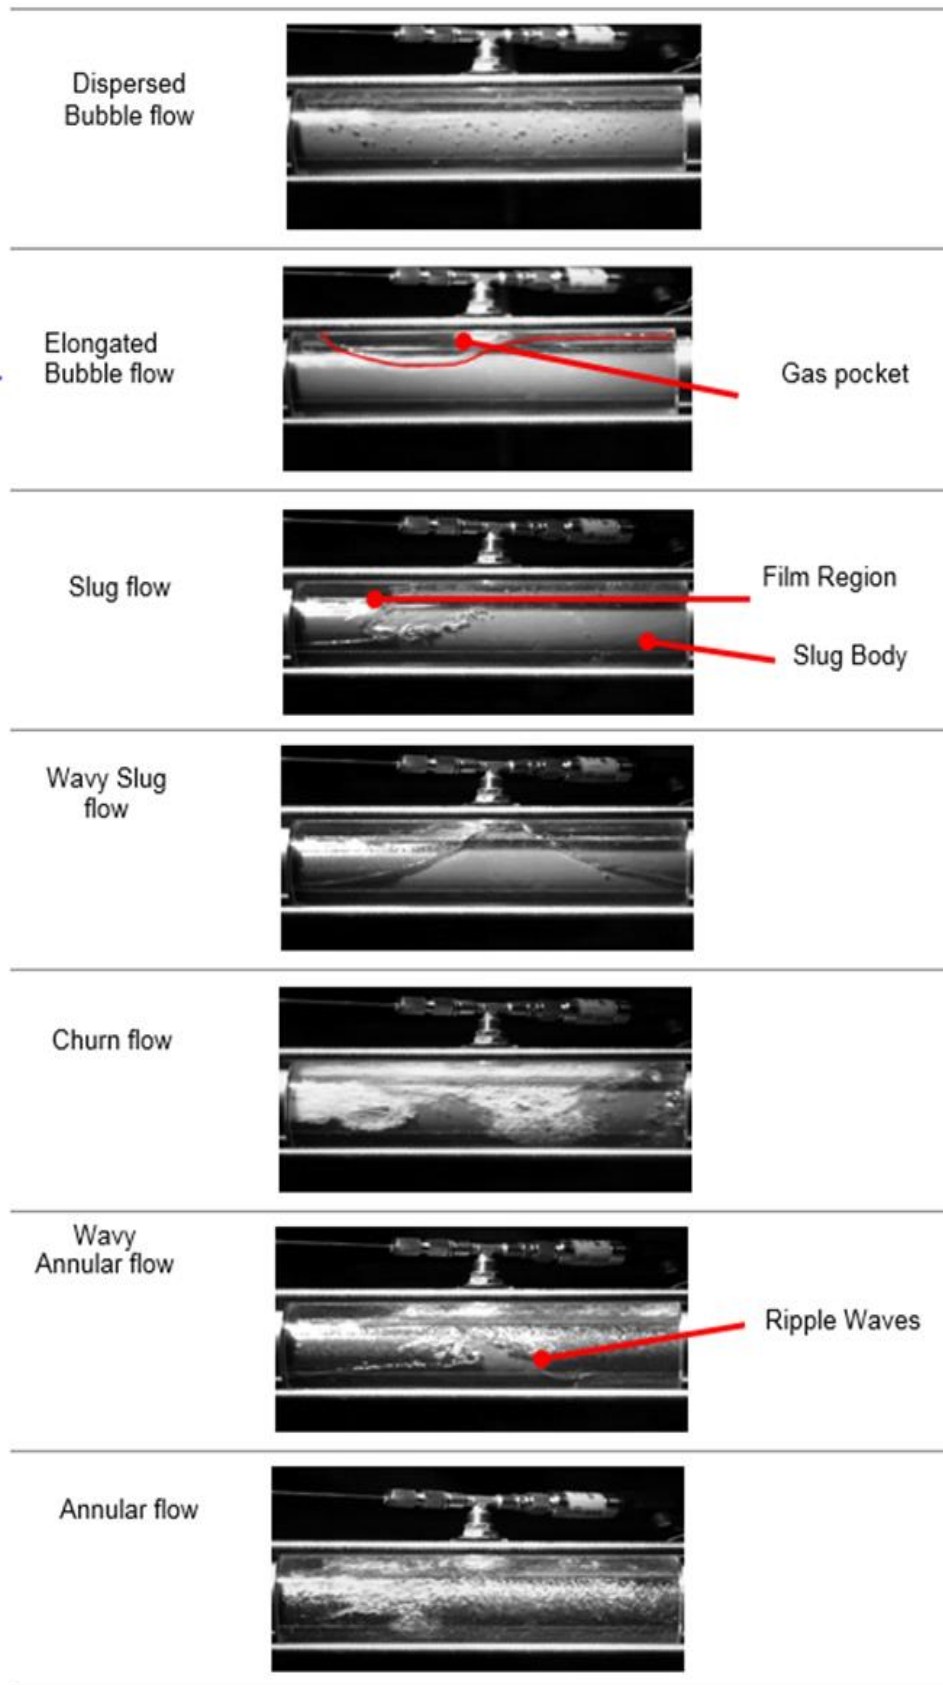 Dispersed
Bubble flow
Elongated
Bubble flow
Gas pocket
Slug flow
Film Region
Slug Body
Wavy Slug
flow
Churn flow
Wavy
Annular flow
Ripple Waves
Annular flow